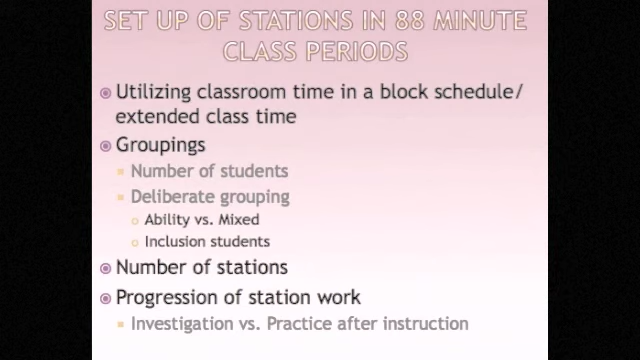 SET UP OF STATIONS IN 88 MINUTE
CLASS PERIODS
Utilizing classroom time in a block schedule/
extended class time
Groupings
Number of students
Deliberate grouping
Ability vs. Mixed
Inclusion students
Number of stations
Progression of station work
Investigation vs. Practice after instruction